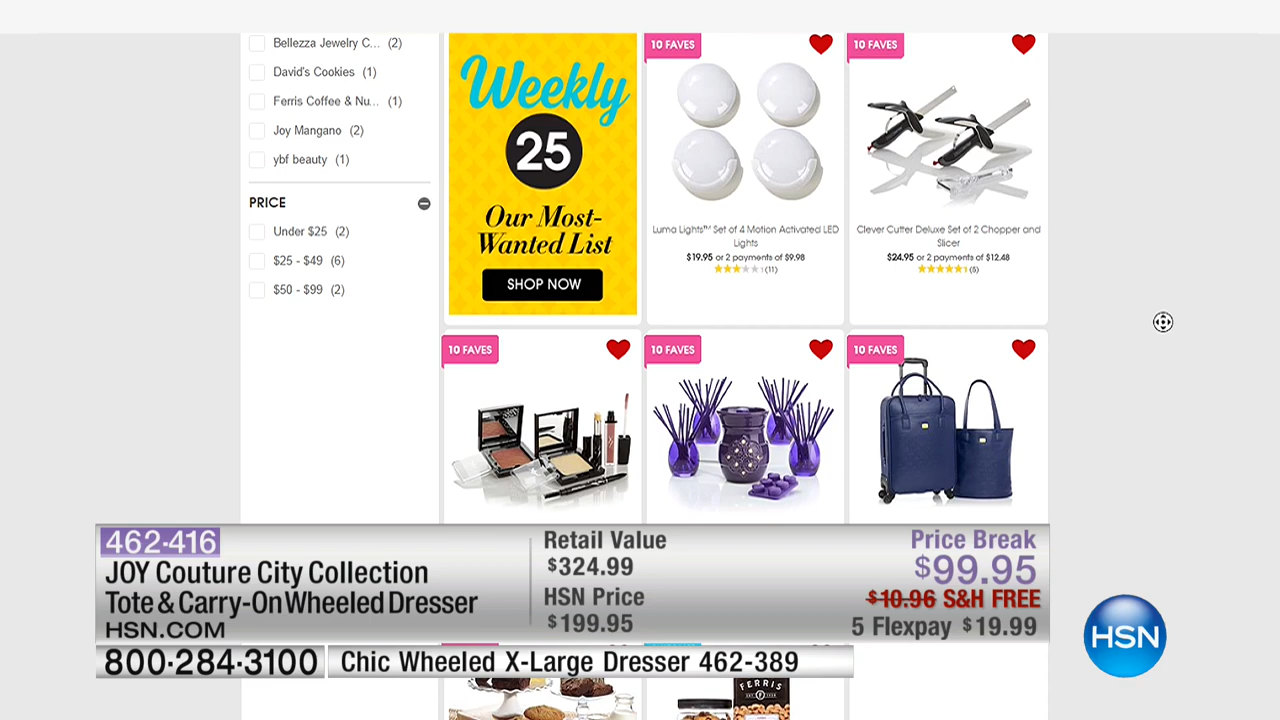 Bellezza Jewelry C... (2)
David's Cookies (1)
Ferris Coffee & Nu... (1)
Joy Mangano (2)
ybf beauty (1)
PRICE
Under $25 (2)
$25 - $49 (6)
$50 - $99 (2)
Weekly
25
Our Most-
Wanted List
SHOP NOW
10 FAVES
Luma Lights™ Set of 4 Motion Activated LED
Lights
$19.95 or 2 payments of $9.98
(11)
10 FAVES
Clever Cutter Deluxe Set of 2 Chopper and
Slicer
$24.95 or 2 payments of $12.48
(5)
10 FAVES
10 FAVES
10 FAVES
462-416
JOY Couture City Collection
Tote & Carry-On Wheeled Dresser
HSN.COM
Retail Value
$324.99
HSN Price
$199.95
Price Break
$99.95
$10.96 S&H FREE
5 Flexpay $19.99
800-284-3100
Chic Wheeled X-Large Dresser 462-389
HSN
FERRIS